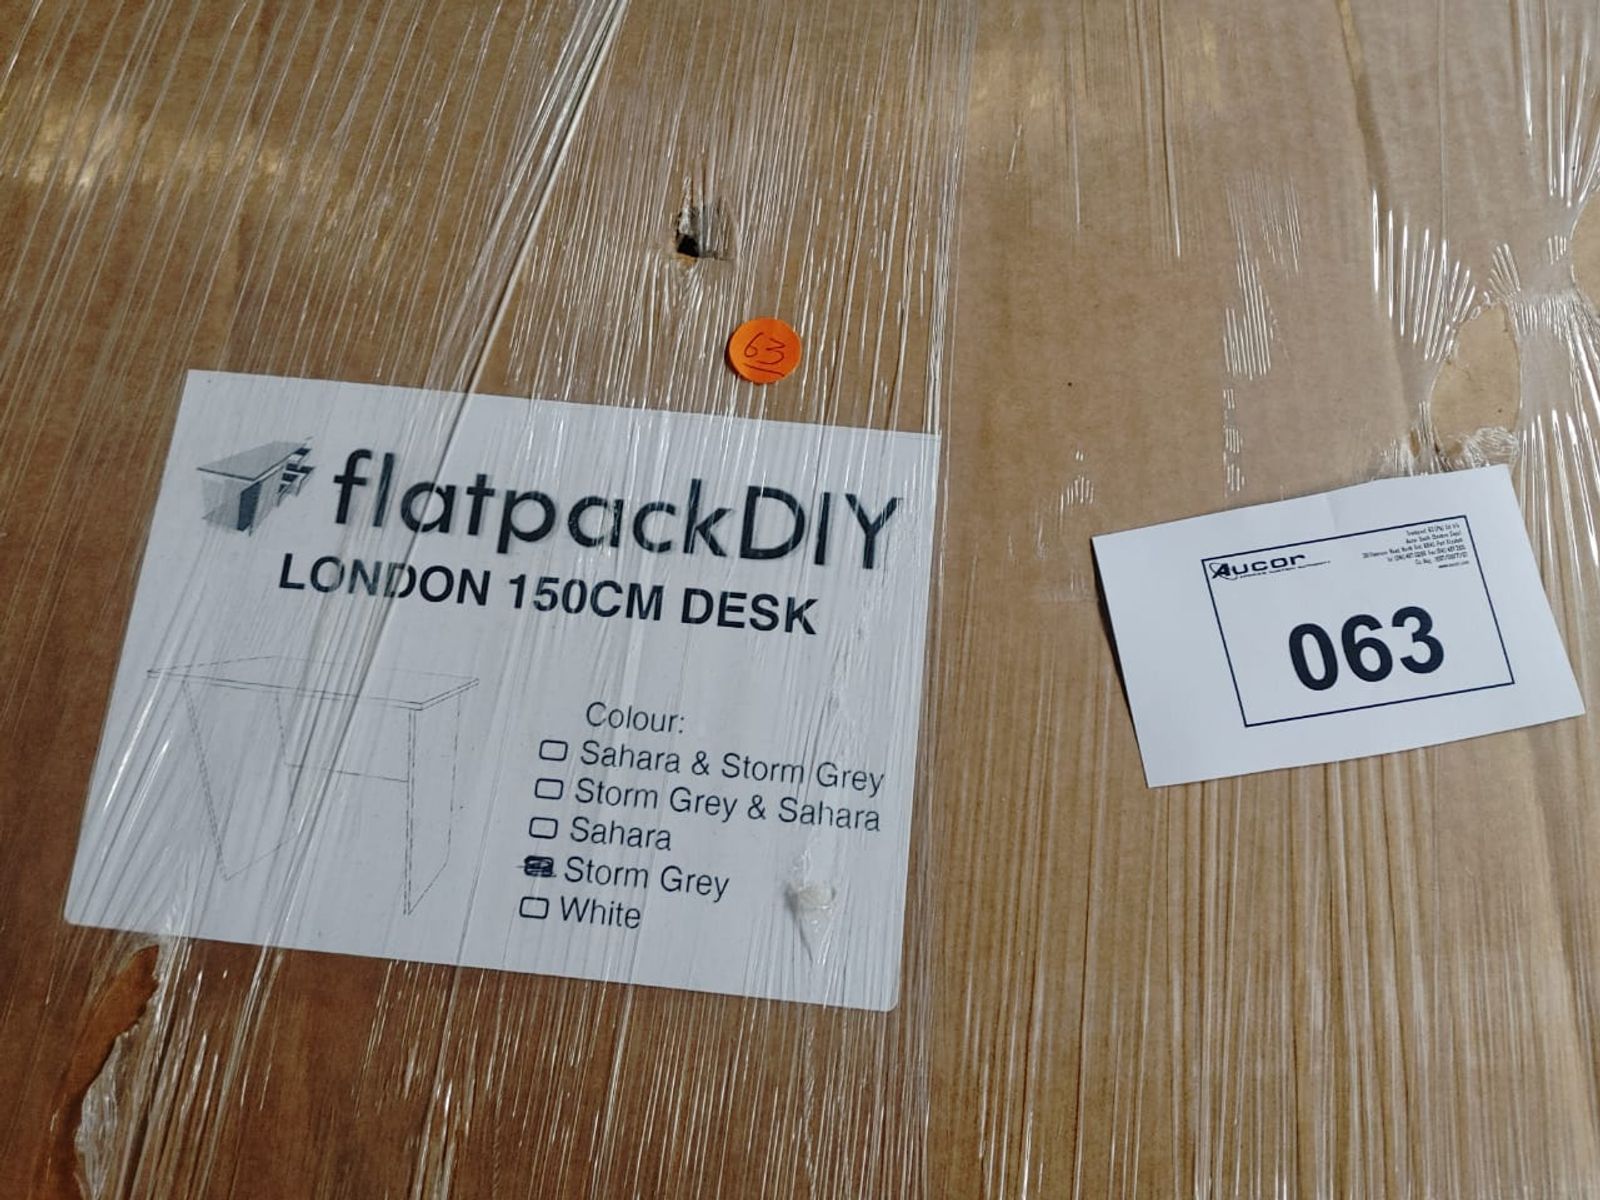 63
flatpackDIY
LONDON 150CM DESK
Colour:
Sahara & Storm Grey
Storm Grey & Sahara
Sahara
Storm Grey
White
AUCOR
063